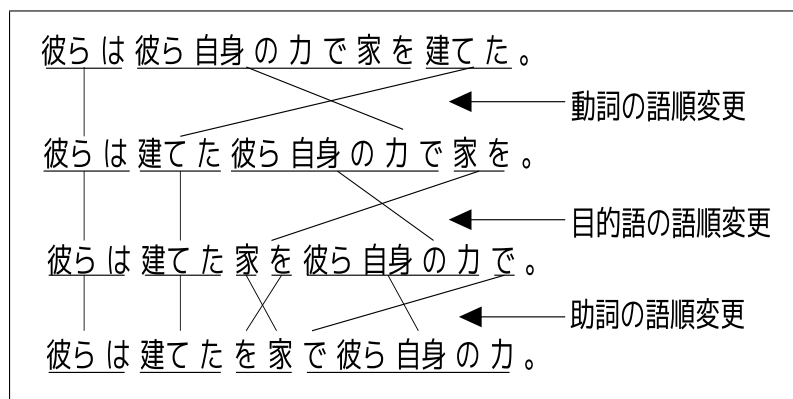 彼ら は 彼ら 自身 の 力 で 家 を 建て た 。
動詞の語順変更
彼ら は 建て た 彼ら 自身 の 力 で 家 を 。
目的語の語順変更
彼ら は 建て た 家 を 彼ら 自身 の 力 で 。
助詞の語順変更
彼ら は 建て た を 家 で 彼ら 自身 の 力 。